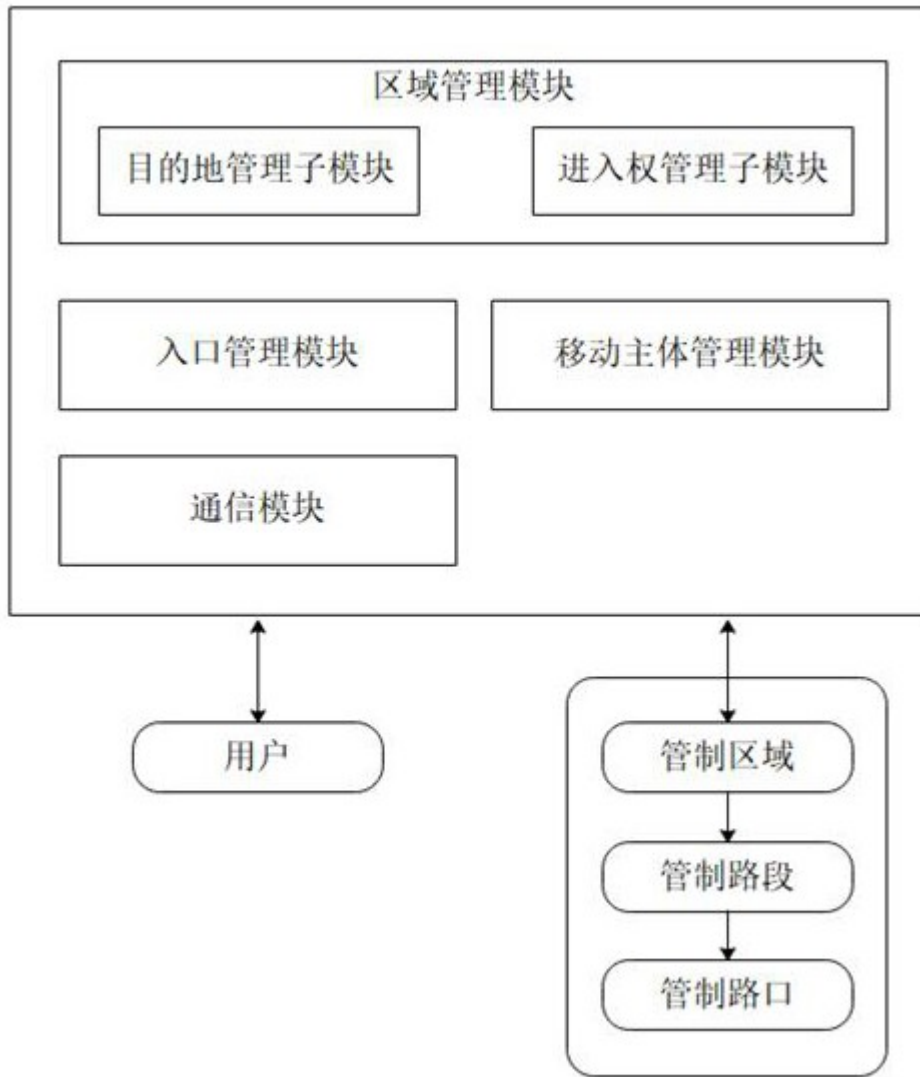 区域管理模块
目的地管理子模块
进入权管理子模块
入口管理模块
移动主体管理模块
通信模块
用户
管制区域
管制路段
管制路口